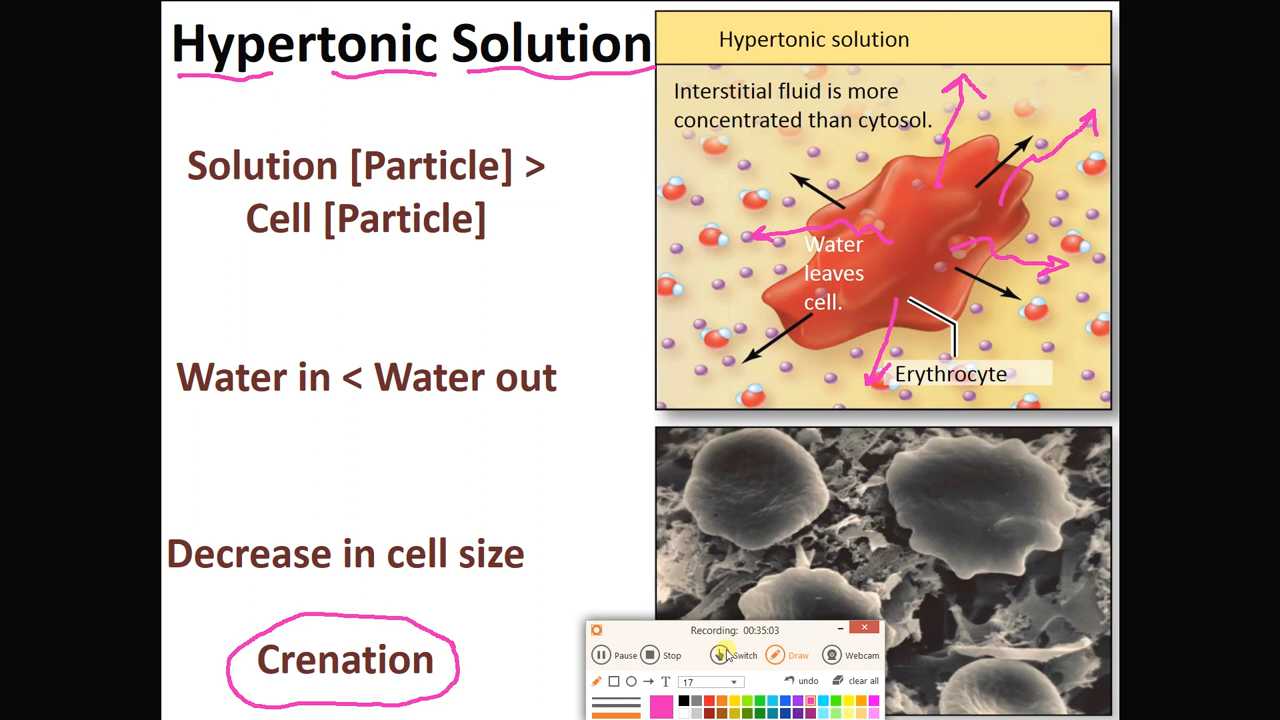 Hypertonic Solution
Solution [Particle] >
Cell [Particle]
Water in < Water out
Decrease in cell size
Crenation
Hypertonic solution
Interstitial fluid is more
concentrated than cytosol.
Water
leaves
cell.
Erythrocyte
Recording: 00:35:03
Pause Stop Switch Draw Webcam
T 17 undo clear all